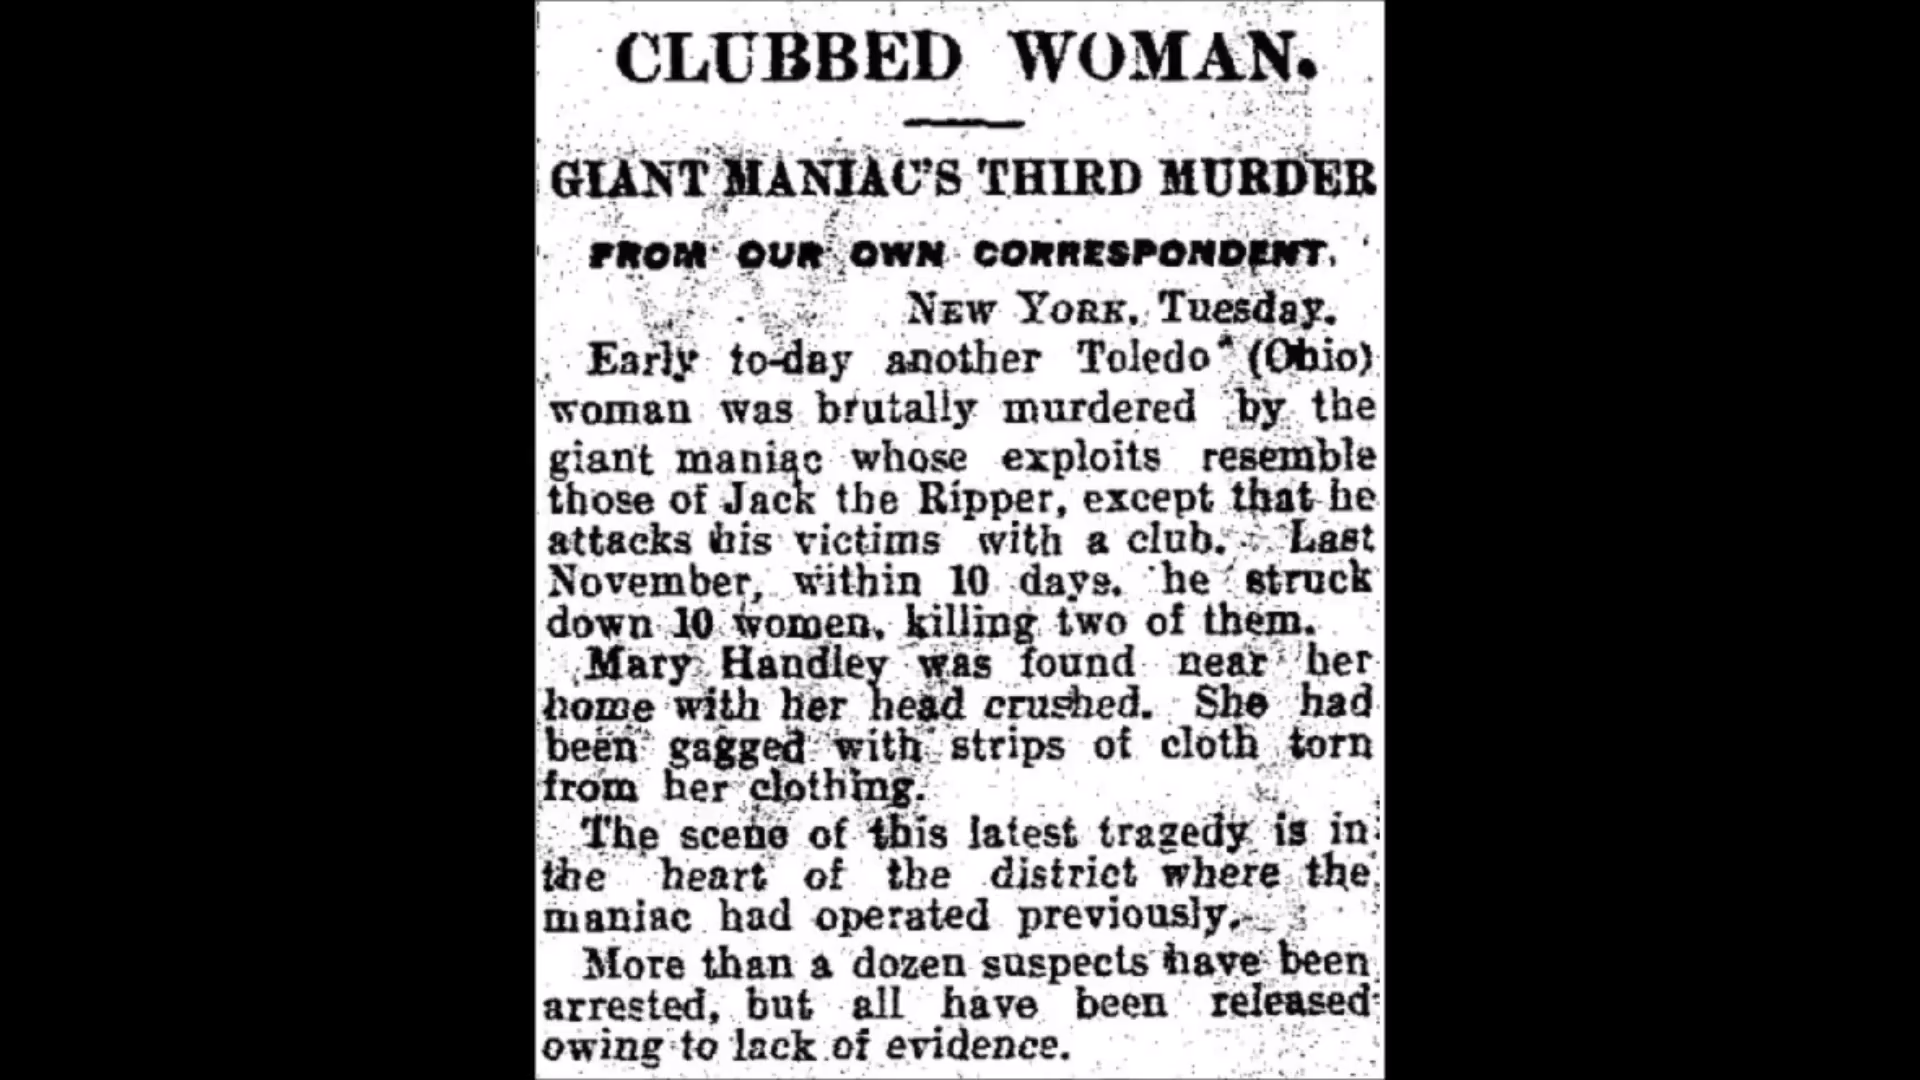 CLUBBED WOMAN.
GIANT MANIAC'S THIRD MURDER
FROM OUR OWN CORRESPONDENT.
NEW YORK, Tuesday.
Early to-day another Toledo (Ohio)
woman was brutally murdered by the
giant maniac whose exploits resemble
those of Jack the Ripper, except that he
attacks his victims with a club. Last
November, within 10 days, he struck
down 10 women, killing two of them.
Mary Handley was found near her
home with her head crushed. She had
been gagged with strips of cloth torn
from her clothing.
The scene of this latest tragedy is in
the heart of the district where the
maniac had operated previously.
More than a dozen suspects have been
arrested, but all have been released
owing to lack of evidence.